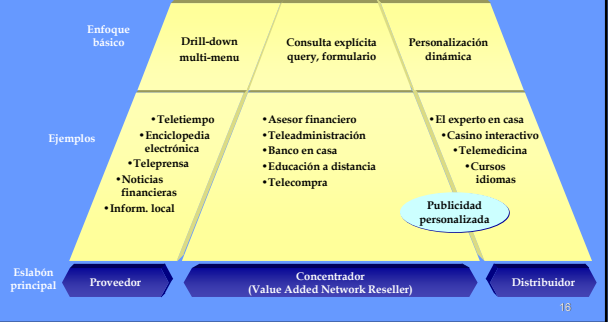 Enfoque
básico
Drill-down
multi-menu
Consulta explícita
query, formulario
Personalización
dinámica
Ejemplos
•Teletiempo
•Enciclopedia
electrónica
•Teleprensa
•Noticias
financieras
•Inform. local
•Asesor financiero
•Teleadministración
•Banco en casa
•Educación a distancia
•Telecompra
•El experto en casa
•Casino interactivo
•Telemedicina
•Cursos
idiomas
Publicidad
personalizada
Eslabón
principal
Proveedor
Concentrador
(Value Added Network Reseller)
Distribuidor
16